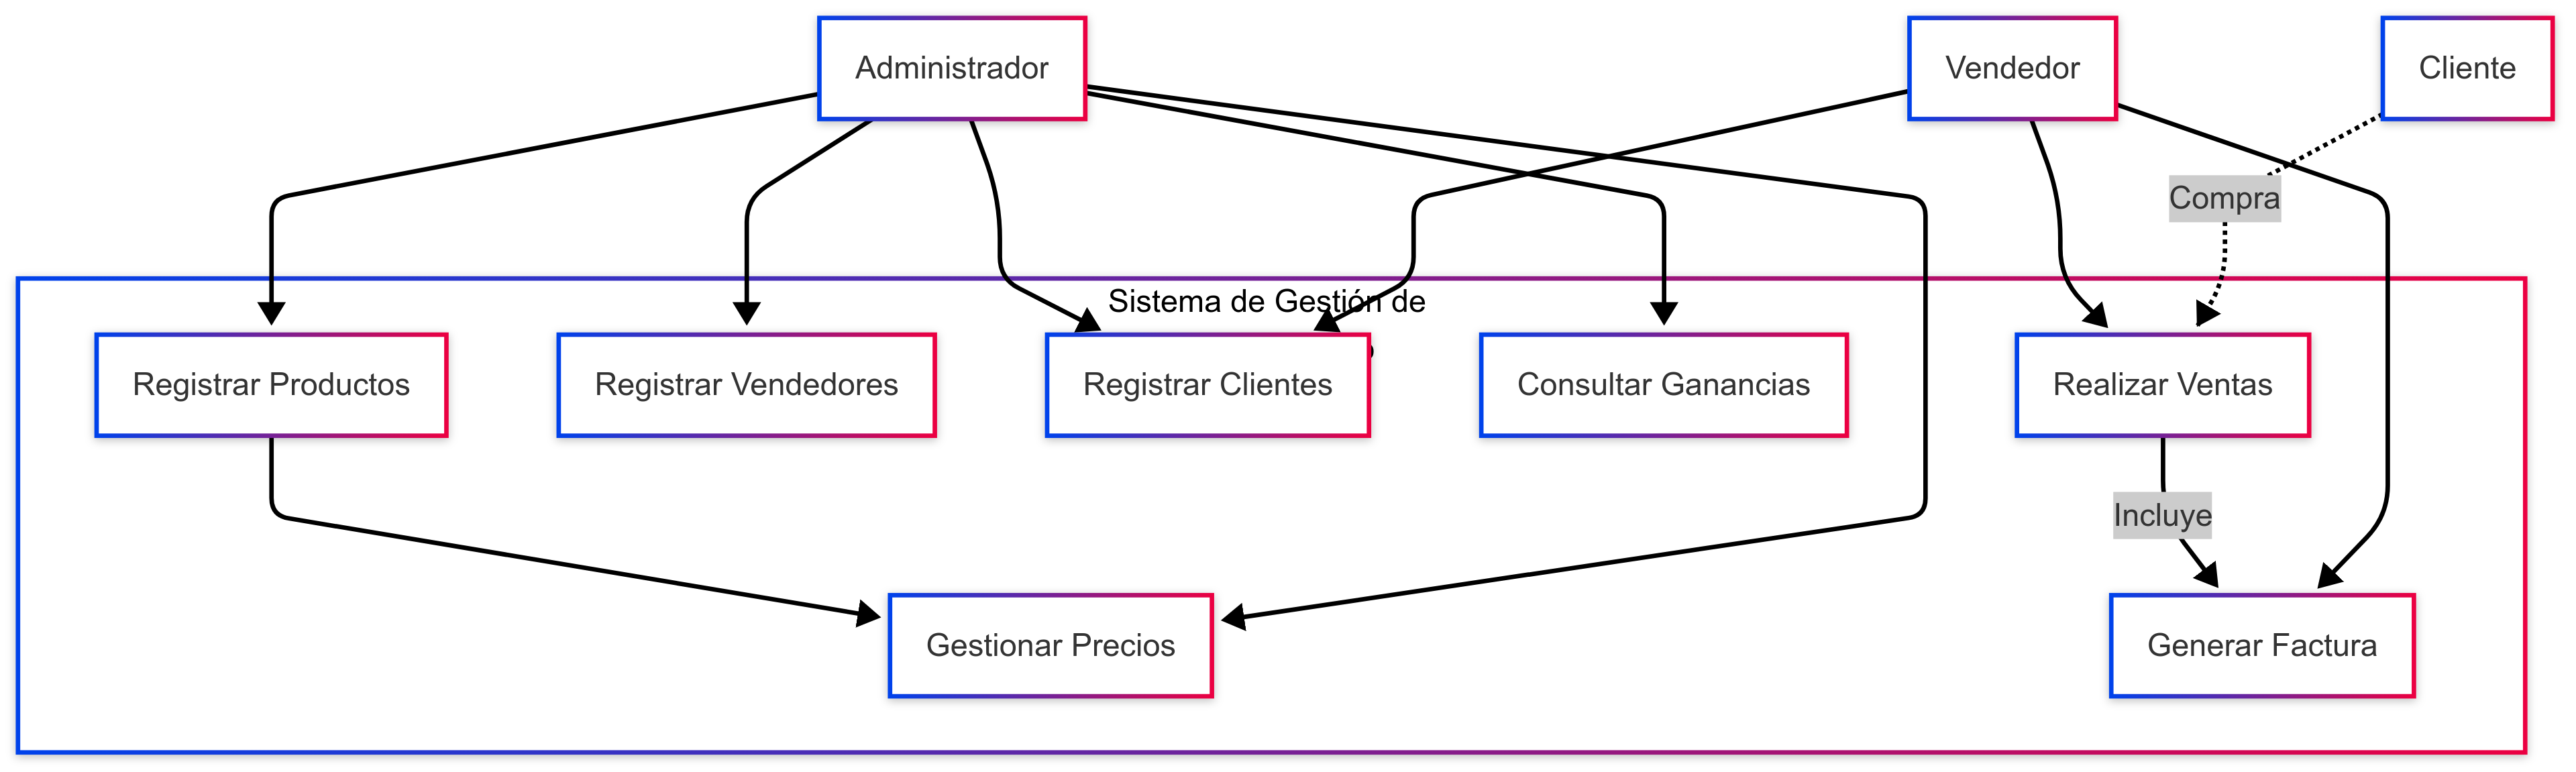 Administrador
Vendedor
Cliente
Compra
Sistema de Gestión de
Registrar Productos
Registrar Vendedores
Registrar Clientes
Consultar Ganancias
Realizar Ventas
Incluye
Gestionar Precios
Generar Factura